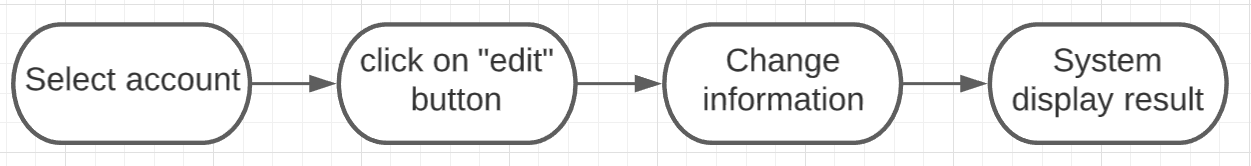 Select account
click on "edit"
button
Change
information
System
display result